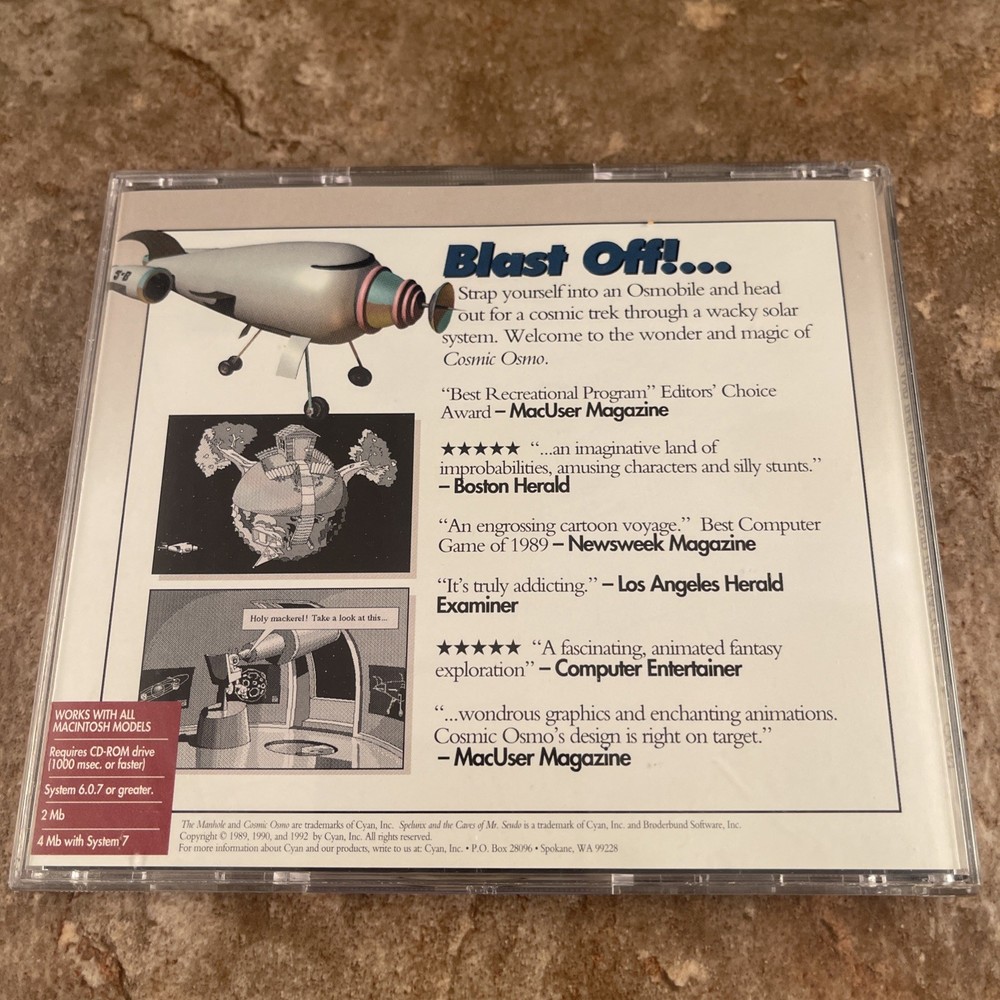 Blast Off!...
Strap yourself into an Osmobile and head
out for a cosmic trek through a wacky solar
system. Welcome to the wonder and magic of
Cosmic Osmo.
“Best Recreational Program” Editors’ Choice
Award – MacUser Magazine
★★★★★ “...an imaginative land of
improbabilities, amusing characters and silly stunts.”
– Boston Herald
“An engrossing cartoon voyage.” Best Computer
Game of 1989 – Newsweek Magazine
“It’s truly addicting.” – Los Angeles Herald
Examiner
★★★★★ “A fascinating, animated fantasy
exploration” – Computer Entertainer
“...wondrous graphics and enchanting animations.
Cosmic Osmo’s design is right on target.”
– MacUser Magazine
Holy mackerel! Take a look at this...
WORKS WITH ALL
MACINTOSH MODELS
Requires CD-ROM drive
(1000 msec. or faster)
System 6.0.7 or greater.
2 Mb
4 Mb with System 7
The Manhole and Cosmic Osmo are trademarks of Cyan, Inc. Spelunx and the Caves of Mr. Seudo is a trademark of Cyan, Inc. and Brøderbund Software, Inc.
Copyright © 1989, 1990, and 1992 by Cyan, Inc. All rights reserved.
For more information about Cyan and our products, write to us at: Cyan, Inc. • P.O. Box 28096 • Spokane, WA 99228